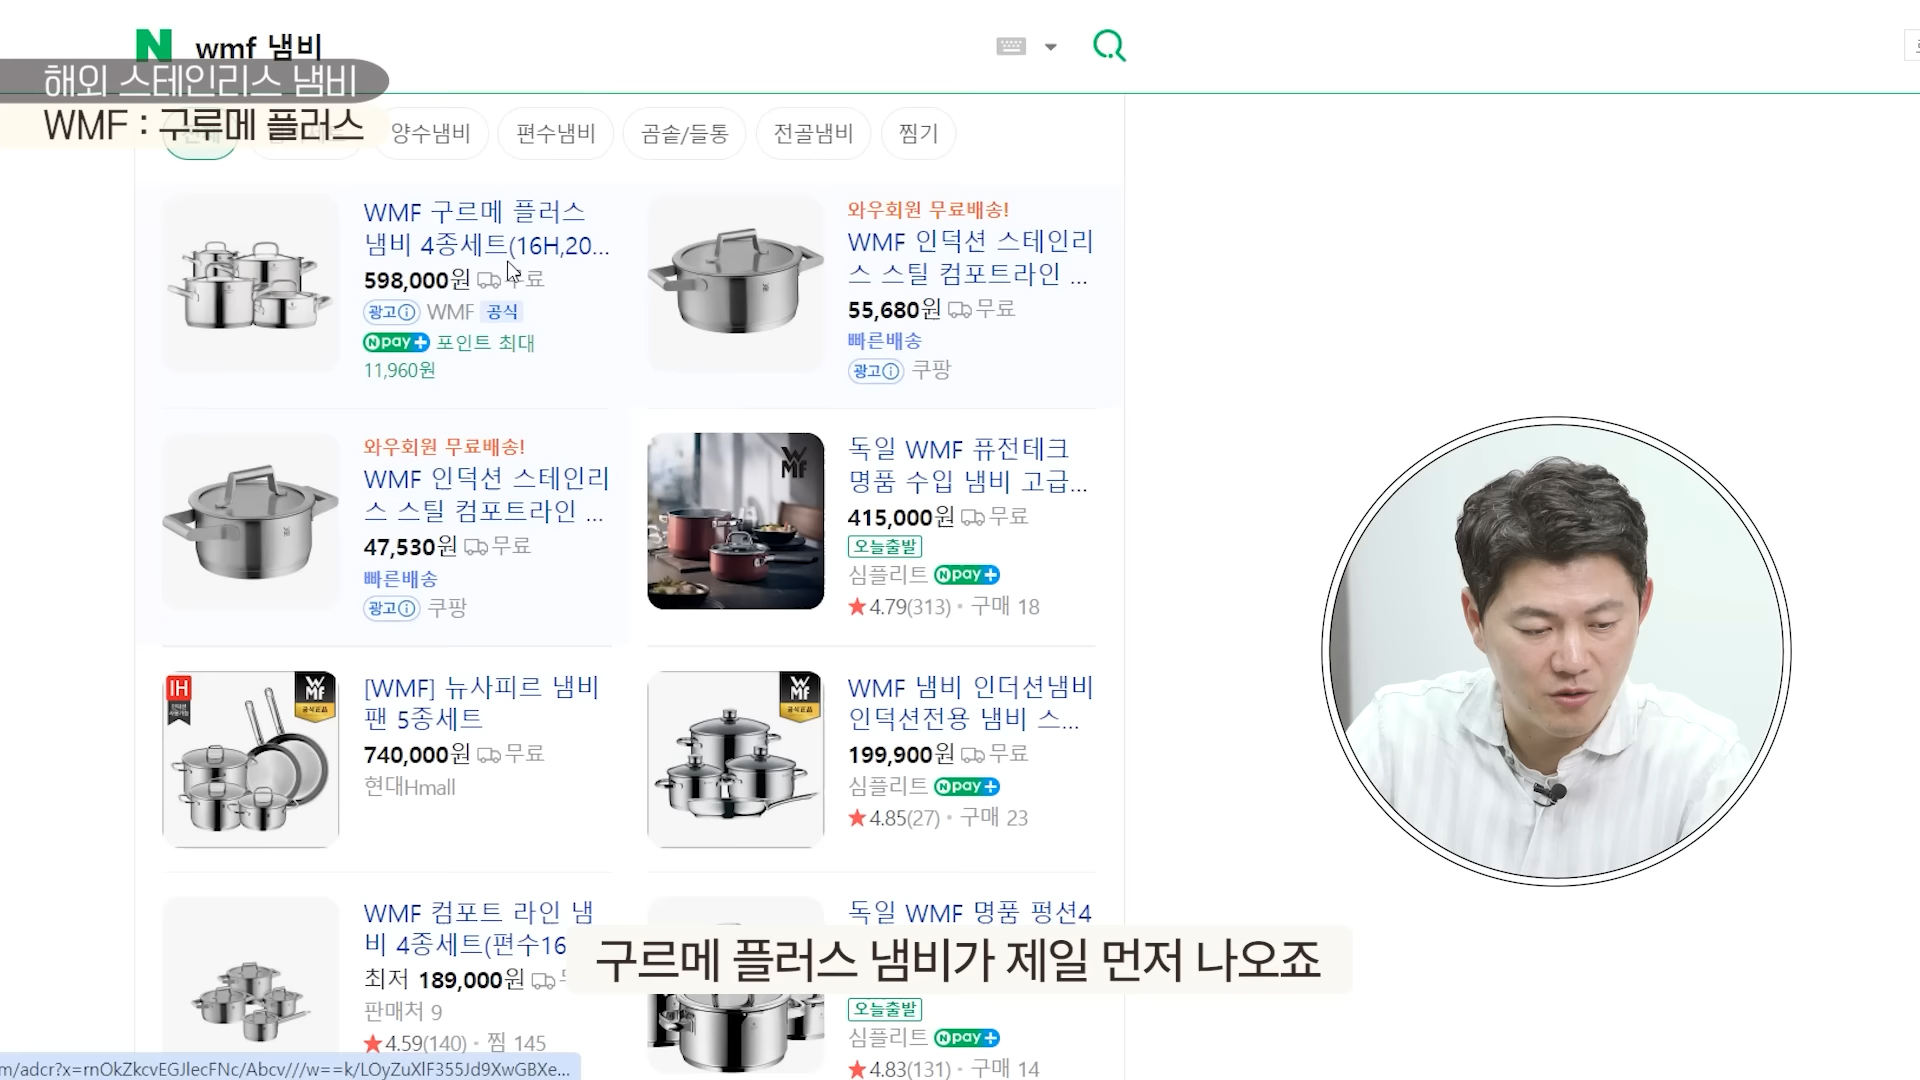 N wmf 냄비
해외 스테인리스 냄비
WMF : 구르메 플러스
양수냄비 편수냄비 곰솥/들통 전골냄비 찜기
WMF 구르메 플러스
냄비 4종세트(16H,20...
598,000원
광고 WMF 공식
Npay+ 포인트 최대
11,960원
와우회원 무료배송!
WMF 인덕션 스테인리
스 스틸 컴포트라인 ...
55,680원 무료
빠른배송
광고 쿠팡
와우회원 무료배송!
WMF 인덕션 스테인리
스 스틸 컴포트라인 ...
47,530원 무료
빠른배송
광고 쿠팡
WMF
독일 WMF 퓨전테크
명품 수입 냄비 고급...
415,000원 무료
오늘출발
심플리트 Npay+
4.79(313) • 구매 18
IH
WMF
[WMF] 뉴사피르 냄비
팬 5종세트
740,000원 무료
현대Hmall
WMF
WMF 냄비 인더션냄비
인덕션전용 냄비 스...
199,900원 무료
심플리트 Npay+
4.85(27) • 구매 23
WMF 컴포트 라인 냄
비 4종세트(편수16
최저 189,000원
판매처 9
4.59(140) • 찜 145
독일 WMF 명품 펑션4
오늘출발
심플리트 Npay+
4.83(131) • 구매 14
구르메 플러스 냄비가 제일 먼저 나오죠
m/adcr?x=rnOkZkcvEGJlecFNc/Abcv///w==k/LOyZuXlF355Jd9XwGBXe...